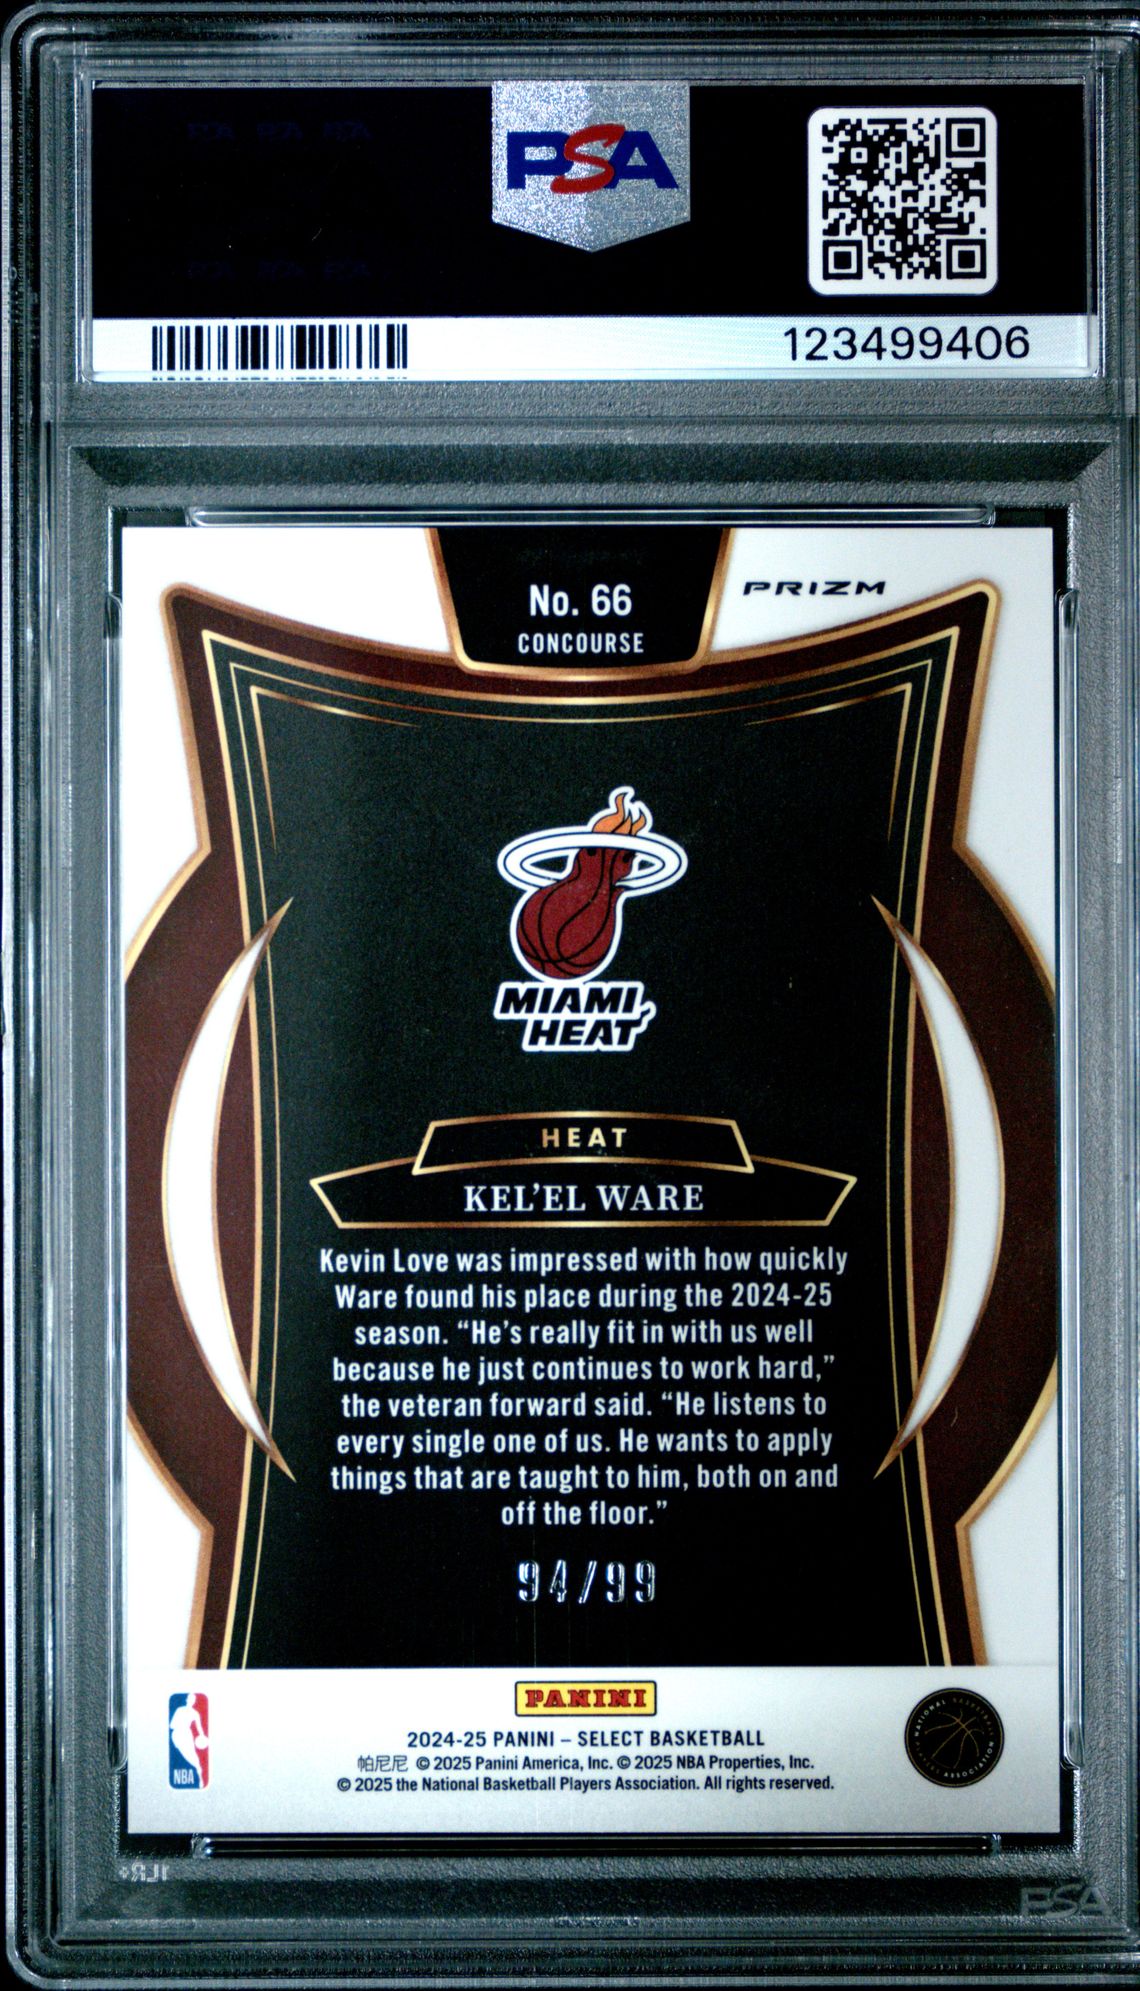 PSA
123499406
No. 66
CONCOURSE
PRIZM
MIAMI
HEAT
HEAT
KEL'EL WARE
Kevin Love was impressed with how quickly
Ware found his place during the 2024-25
season. “He’s really fit in with us well
because he just continues to work hard,”
the veteran forward said. “He listens to
every single one of us. He wants to apply
things that are taught to him, both on and
off the floor.”
94/99
PANINI
NBA
NATIONAL BASKETBALL PLAYERS ASSOCIATION
2024-25 PANINI – SELECT BASKETBALL
帕尼尼 © 2025 Panini America, Inc. © 2025 NBA Properties, Inc.
© 2025 the National Basketball Players Association. All rights reserved.
PSA